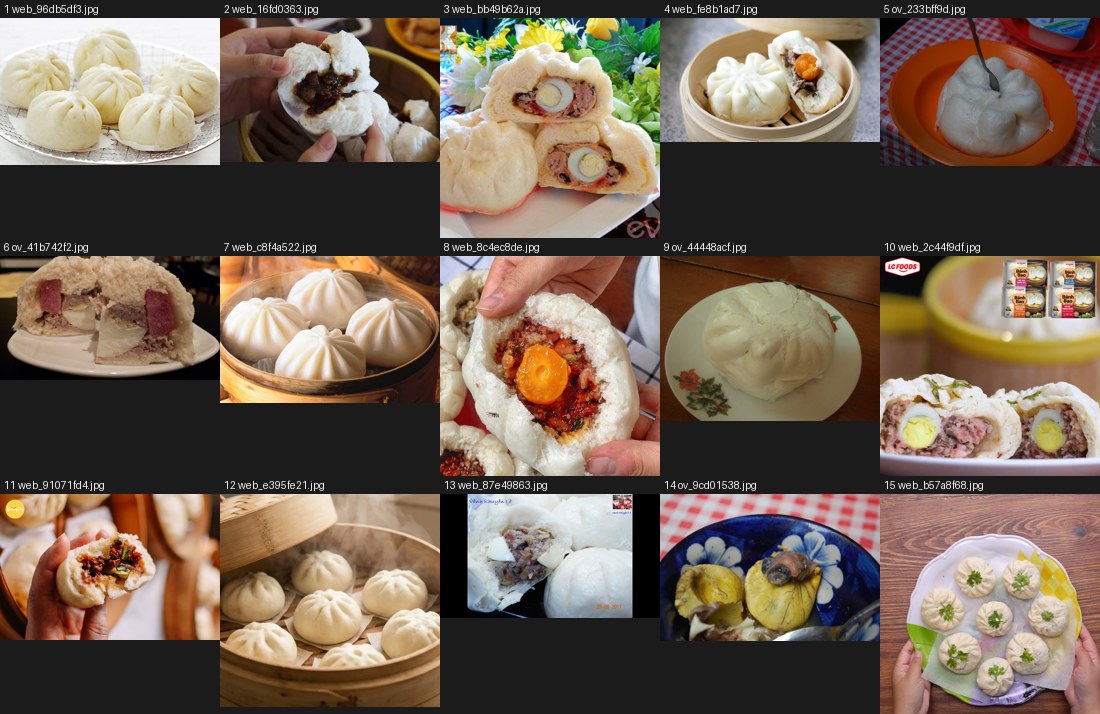 1 web_96db5df3.jpg
2 web_16fd0363.jpg
3 web_bb49b62a.jpg
4 web_fe8b1ad7.jpg
5 ov_233bff9d.jpg
6 ov_41b742f2.jpg
7 web_c8f4a522.jpg
8 web_8c4ec8de.jpg
9 ov_44448acf.jpg
10 web_2c44f9df.jpg
LC FOODS
11 web_91071fd4.jpg
12 web_e395fe21.jpg
13 web_87e49863.jpg
14 ov_9cd01538.jpg
15 web_b57a8f68.jpg